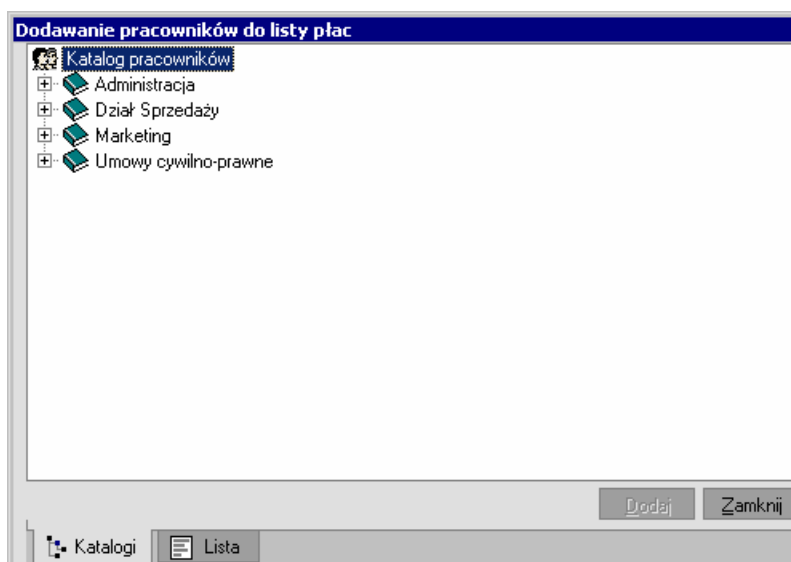 Dodawanie pracowników do listy płac
Katalog pracowników
Administracja
Dział Sprzedaży
Marketing
Umowy cywilno-prawne
Dodaj Zamknij
Katalogi Lista